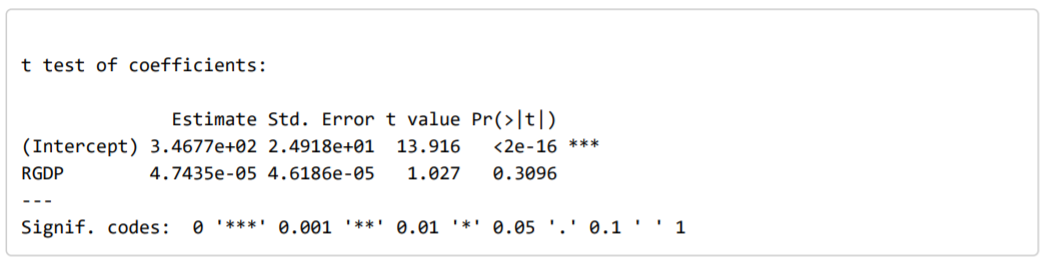 t test of coefficients:
Estimate Std. Error t value Pr(>|t|)
(Intercept) 3.4677e+02 2.4918e+01 13.916 <2e-16 ***
RGDP 4.7435e-05 4.6186e-05 1.027 0.3096
---
Signif. codes: 0 '***' 0.001 '**' 0.01 '*' 0.05 '.' 0.1 ' ' 1